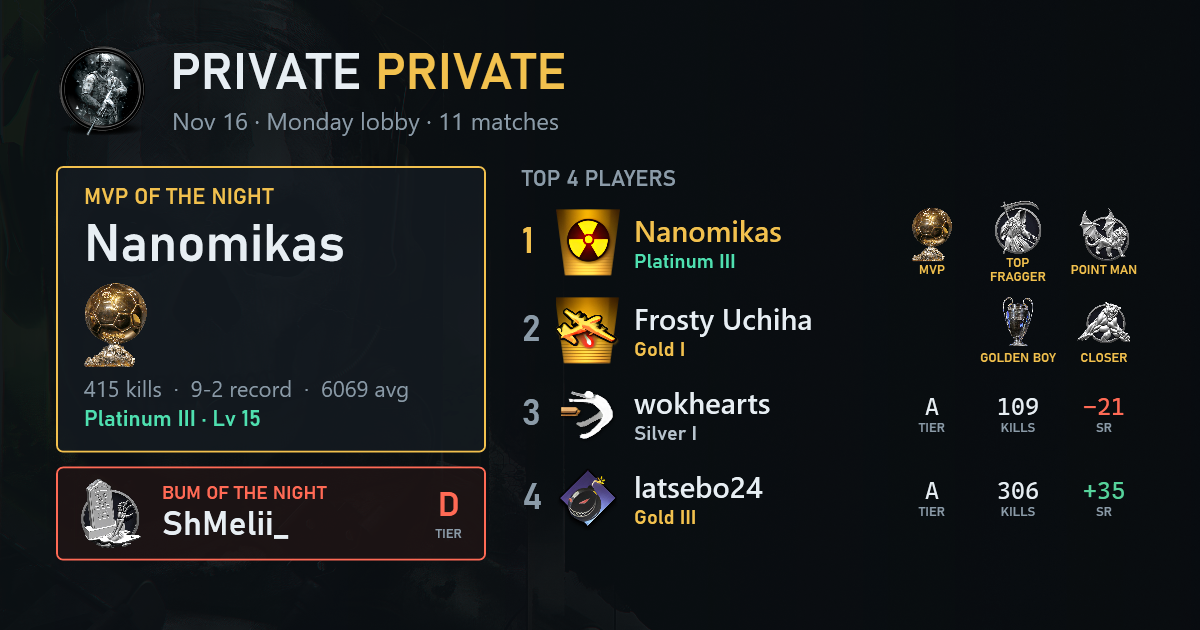 PRIVATE PRIVATE
Nov 16 · Monday lobby · 11 matches
MVP OF THE NIGHT
Nanomikas
415 kills · 9-2 record · 6069 avg
Platinum III · Lv 15
BUM OF THE NIGHT
ShMelii_
D
TIER
TOP 4 PLAYERS
1
Nanomikas
Platinum III
MVP
TOP
FRAGGER
POINT MAN
2
Frosty Uchiha
Gold I
GOLDEN BOY
CLOSER
3
wokhearts
Silver I
A
TIER
109
KILLS
−21
SR
4
latsebo24
Gold III
A
TIER
306
KILLS
+35
SR